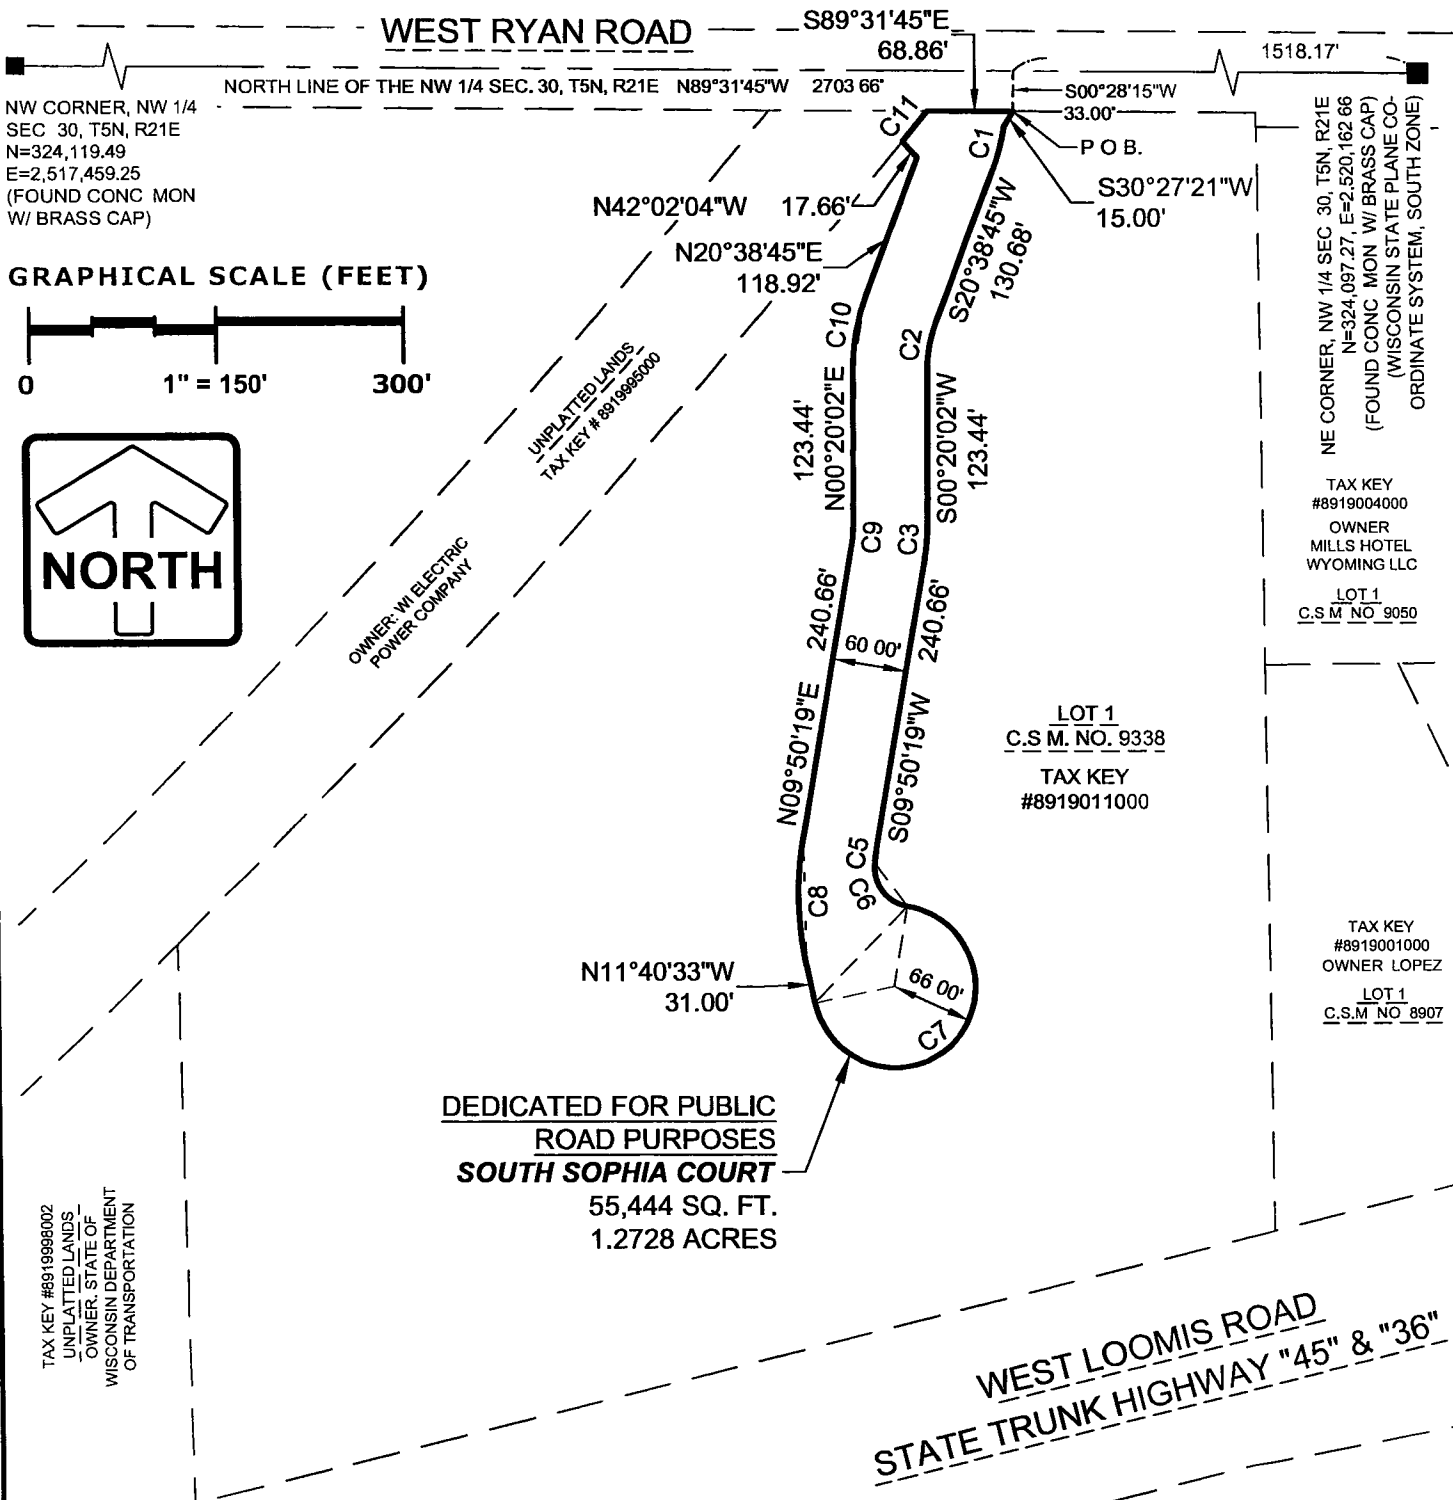 WEST RYAN ROAD
S89°31'45"E
68.86'
1518.17'
NORTH LINE OF THE NW 1/4 SEC. 30, T5N, R21E N89°31'45"W 2703 66'
S00°28'15"W
33.00'
NW CORNER, NW 1/4
SEC 30, T5N, R21E
N=324,119.49
E=2,517,459.25
(FOUND CONC MON
W/ BRASS CAP)
C11
C1
P O B.
S30°27'21"W
15.00'
N42°02'04"W 17.66'
N20°38'45"E
118.92'
S20°38'45"W
130.68'
NE CORNER, NW 1/4 SEC 30, T5N, R21E
N=324,097.27, E=2,520,162 66
(FOUND CONC MON W/ BRASS CAP)
(WISCONSIN STATE PLANE CO-
ORDINATE SYSTEM, SOUTH ZONE)
GRAPHICAL SCALE (FEET)
0
1" = 150'
300'
NORTH
UNPLATTED LANDS
TAX KEY # 8919995000
OWNER: WI ELECTRIC
POWER COMPANY
C10
C2
N00°20'02"E
123.44'
S00°20'02"W
123.44'
C9
C3
240.66'
240.66'
60 00'
N09°50'19"E
S09°50'19"W
TAX KEY
#8919004000
OWNER
MILLS HOTEL
WYOMING LLC
LOT 1
C.S M NO 9050
LOT 1
C.S M. NO. 9338
TAX KEY
#8919011000
C5
C6
C8
N11°40'33"W
31.00'
66 00'
C7
TAX KEY
#8919001000
OWNER LOPEZ
LOT 1
C.S.M NO 8907
DEDICATED FOR PUBLIC
ROAD PURPOSES
SOUTH SOPHIA COURT
55,444 SQ. FT.
1.2728 ACRES
TAX KEY #8919998002
UNPLATTED LANDS
OWNER. STATE OF
WISCONSIN DEPARTMENT
OF TRANSPORTATION
WEST LOOMIS ROAD
STATE TRUNK HIGHWAY "45" & "36"